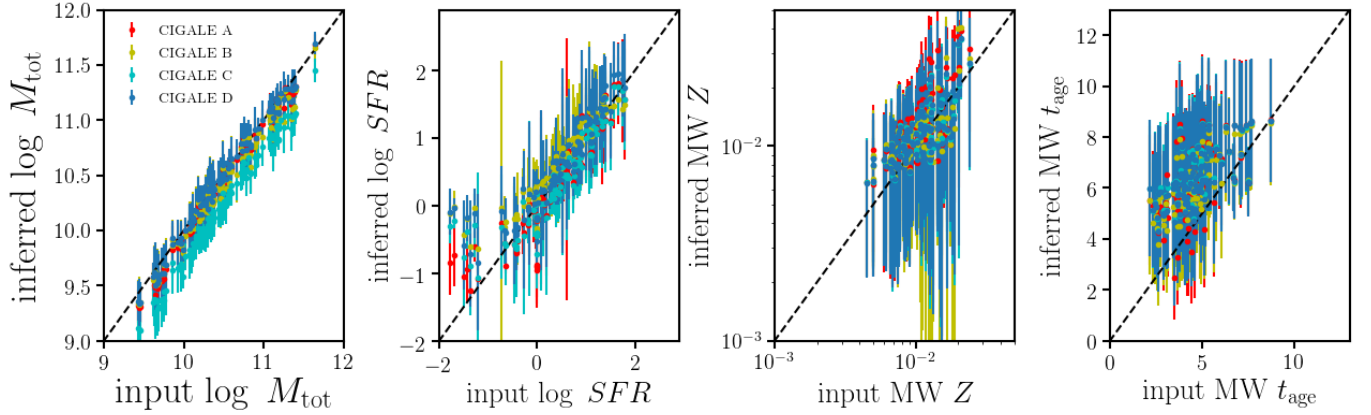 inferred log M_tot
12.0
11.5
11.0
10.5
10.0
9.5
9.0
9
10
11
12
input log M_tot
CIGALE A
CIGALE B
CIGALE C
CIGALE D
inferred log SFR
2
1
0
−1
−2
−2
0
2
input log SFR
inferred MW Z
10⁻²
10⁻³
10⁻³
10⁻²
input MW Z
inferred MW t_age
12
10
8
6
4
2
0
0
5
10
input MW t_age